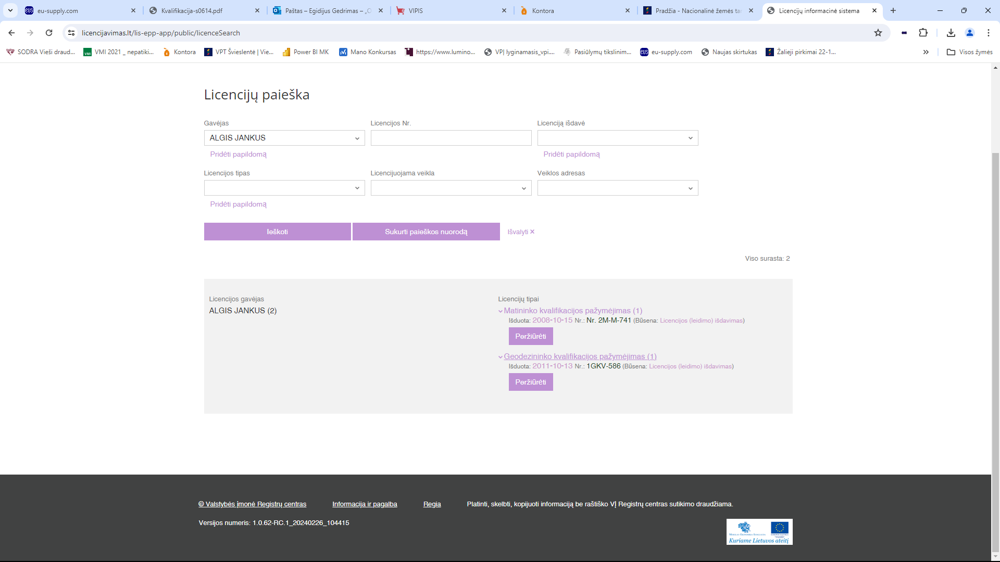 eu-supply.com
Kvalifikacija-s0614.pdf
Paštas – Egidijus Gedrimas – „O
VIPIS
Kontora
Pradžia - Nacionalinė žemės ta
Licencijų informacinė sistema
licencijavimas.lt/lis-epp-app/public/licenceSearch
SODRA Vieši draud...
VMI 2021 _ nepatiki...
Kontora
VPT Švieslentė | Vie...
Power BI MK
Mano Konkursas
https://www.lumino...
VPĮ lyginamasis_vpi....
Pasiūlymų tikslinim...
eu-supply.com
Naujas skirtukas
Žalieji pirkimai 22-1...
Visos žymės
Licencijų paieška
Gavėjas
Licencijos Nr.
Licenciją išdavė
ALGIS JANKUS
Pridėti papildomą
Pridėti papildomą
Licencijos tipas
Licencijuojama veikla
Veiklos adresas
Pridėti papildomą
Ieškoti
Sukurti paieškos nuorodą
Išvalyti ×
Viso surasta: 2
Licencijos gavėjas
ALGIS JANKUS (2)
Licencijų tipai
Matininko kvalifikacijos pažymėjimas (1)
Išduota: 2008-10-15 Nr.: Nr. 2M-M-741 (Būsena: Licencijos (leidimo) išdavimas)
Peržiūrėti
Geodezininko kvalifikacijos pažymėjimas (1)
Išduota: 2011-10-13 Nr.: 1GKV-586 (Būsena: Licencijos (leidimo) išdavimas)
Peržiūrėti
© Valstybės įmonė Registrų centras
Informacija ir pagalba
Regia
Platinti, skelbti, kopijuoti informaciją be raštiško VĮ Registrų centras sutikimo draudžiama.
Versijos numeris: 1.0.62-RC.1_20240226_104415
Kuriame Lietuvos ateitį